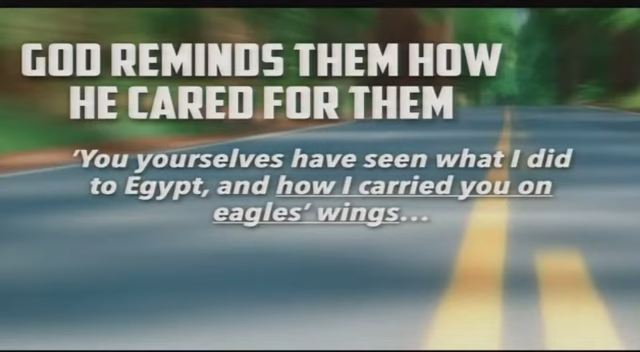 GOD REMINDS THEM HOW
HE CARED FOR THEM
'You yourselves have seen what I did
to Egypt, and how I carried you on
eagles' wings...